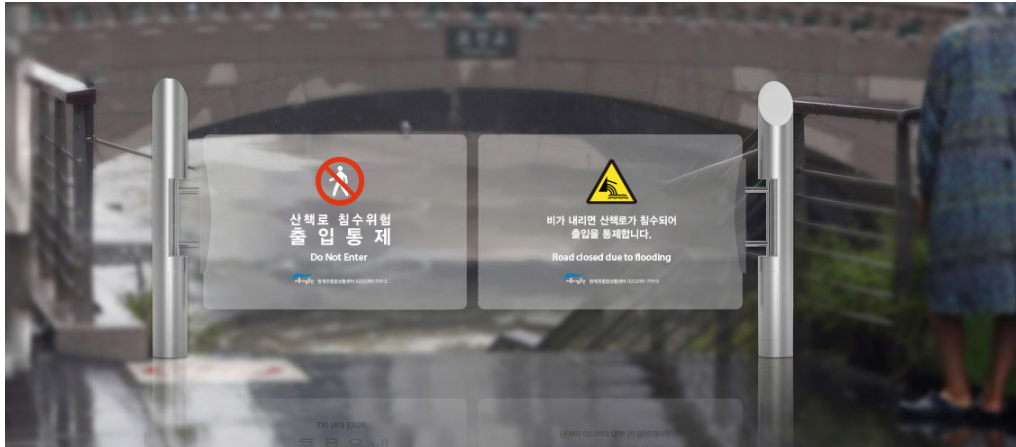 산책로 침수위험
출 입 통 제
Do Not Enter
비가 내리면 산책로가 침수되어
출입을 통제합니다.
Road closed due to flooding